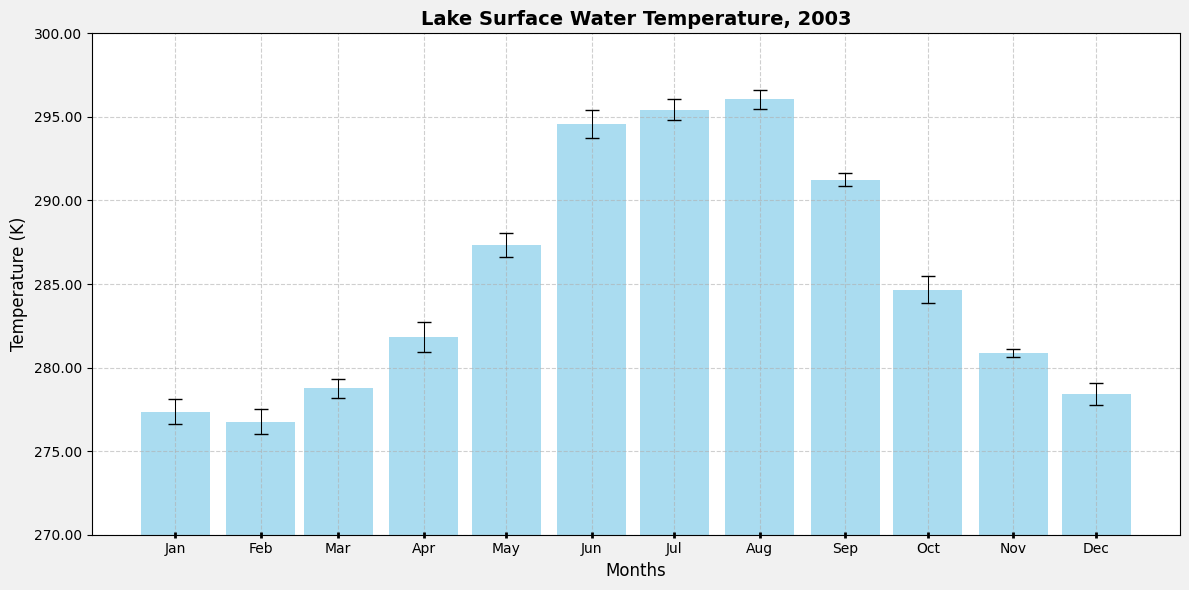 Lake Surface Water Temperature, 2003
300.00
295.00
290.00
285.00
280.00
275.00
270.00
Temperature (K)
Jan Feb Mar Apr May Jun Jul Aug Sep Oct Nov Dec
Months